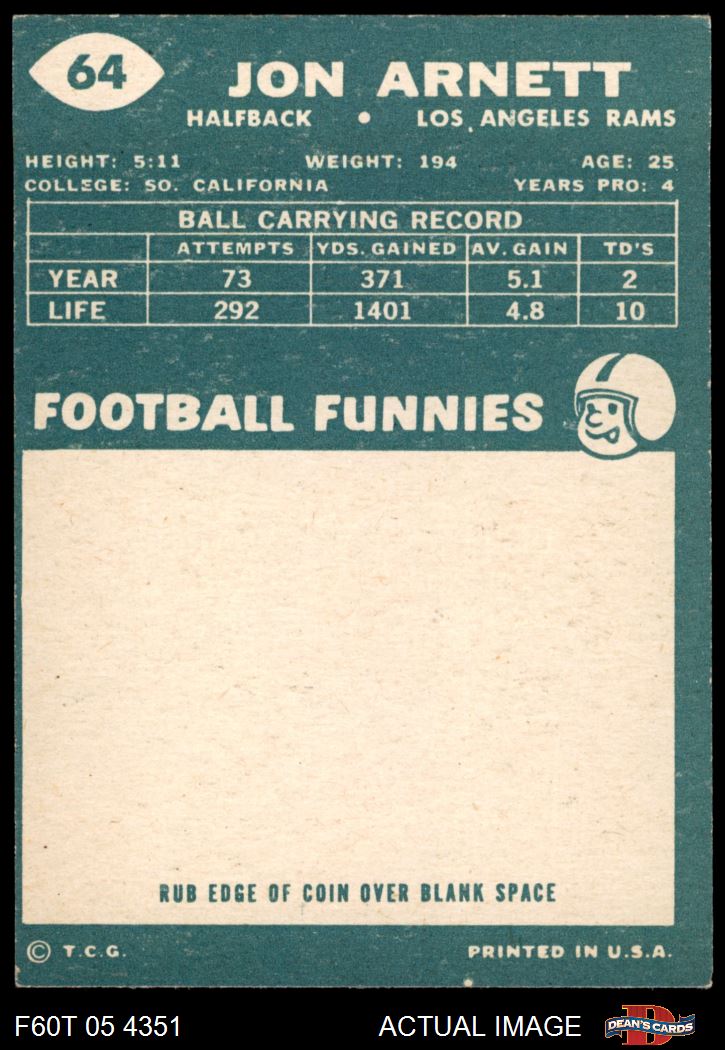 64
JON ARNETT
HALFBACK • LOS ANGELES RAMS
HEIGHT: 5:11 WEIGHT: 194 AGE: 25
COLLEGE: SO. CALIFORNIA YEARS PRO: 4
BALL CARRYING RECORD
ATTEMPTS YDS. GAINED AV. GAIN TD'S
YEAR 73 371 5.1 2
LIFE 292 1401 4.8 10
FOOTBALL FUNNIES
RUB EDGE OF COIN OVER BLANK SPACE
© T.C.G. PRINTED IN U.S.A.
F60T 05 4351 ACTUAL IMAGE DEAN'S CARDS